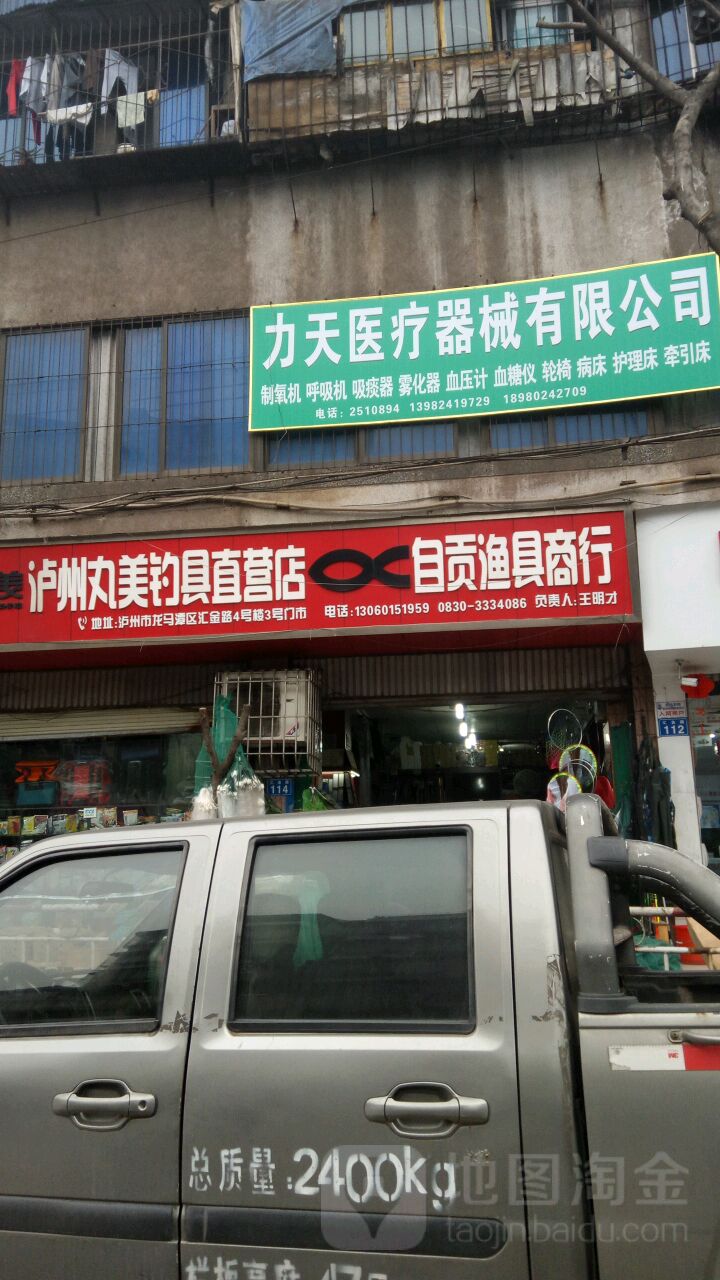 力天医疗器械有限公司
制氧机 呼吸机 吸痰器 雾化器 血压计 血糖仪 轮椅 病床 护理床 牵引床
电话：2510894 13982419729 18980242709
美
泸州丸美钓具直营店 自贡渔具商行
地址:泸州市龙马潭区汇金路4号楼3号门市 电话:13060151959 0830-3334086 负责人:王明才
112
114
总质量:2400kg
地图淘金
taojin.baidu.com